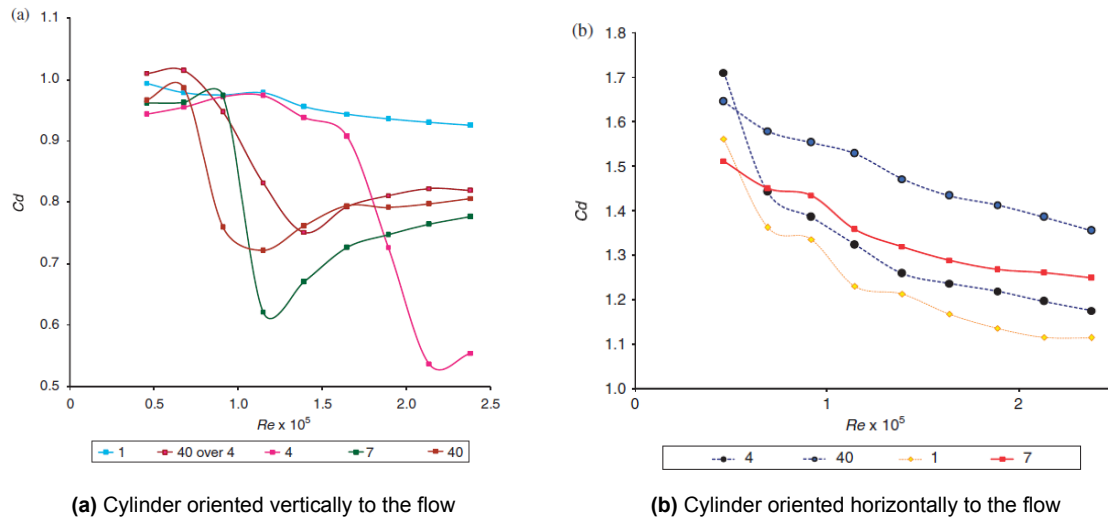 (a)
1.1
1.0
0.9
0.8
0.7
0.6
0.5
Cd
0 0.5 1.0 1.5 2.0 2.5
Re x 10⁵
1 40 over 4 4 7 40
(a) Cylinder oriented vertically to the flow
(b)
1.8
1.7
1.6
1.5
1.4
1.3
1.2
1.1
1.0
Cd
0 1 2
Re x 10⁵
4 40 1 7
(b) Cylinder oriented horizontally to the flow